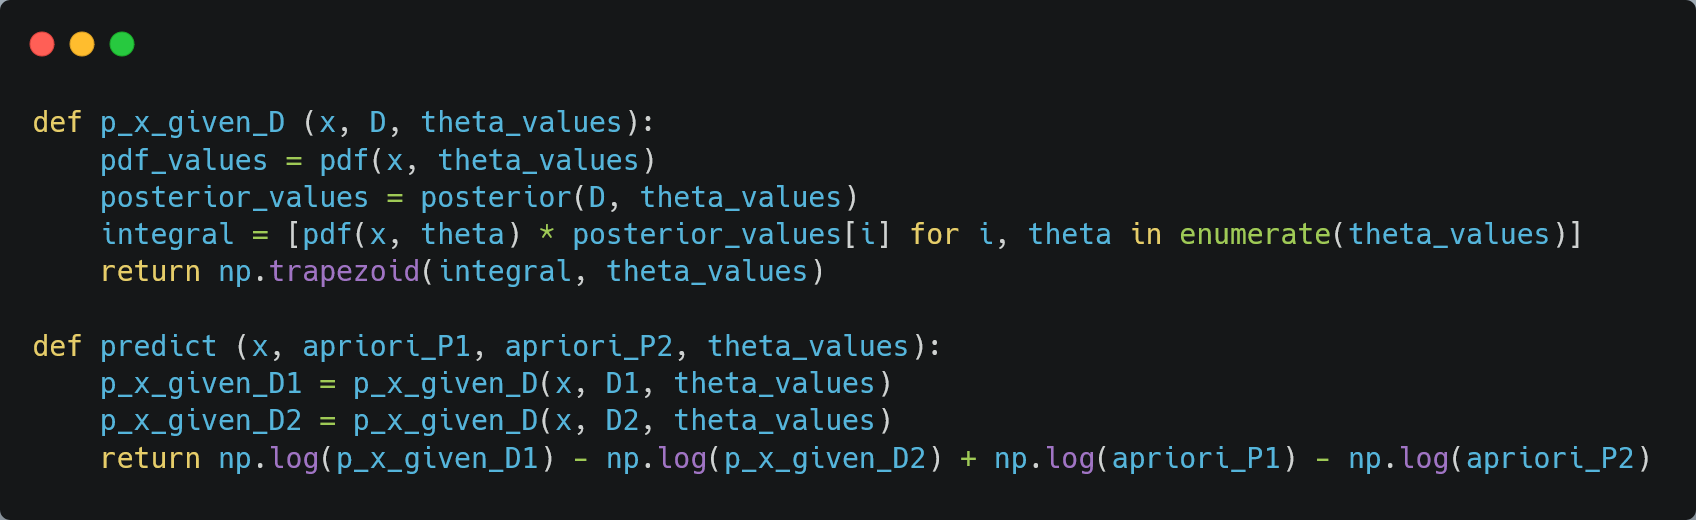 def p_x_given_D (x, D, theta_values):
    pdf_values = pdf(x, theta_values)
    posterior_values = posterior(D, theta_values)
    integral = [pdf(x, theta) * posterior_values[i] for i, theta in enumerate(theta_values)]
    return np.trapezoid(integral, theta_values)

def predict (x, apriori_P1, apriori_P2, theta_values):
    p_x_given_D1 = p_x_given_D(x, D1, theta_values)
    p_x_given_D2 = p_x_given_D(x, D2, theta_values)
    return np.log(p_x_given_D1) - np.log(p_x_given_D2) + np.log(apriori_P1) - np.log(apriori_P2)